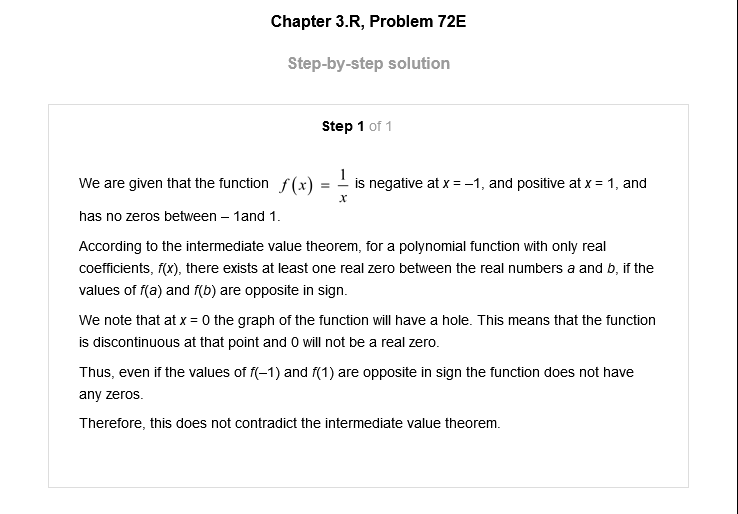 Chapter 3.R, Problem 72E
Step-by-step solution
Step 1 of 1
We are given that the function f(x) = 1/x is negative at x = –1, and positive at x = 1, and
has no zeros between – 1and 1.
According to the intermediate value theorem, for a polynomial function with only real
coefficients, f(x), there exists at least one real zero between the real numbers a and b, if the
values of f(a) and f(b) are opposite in sign.
We note that at x = 0 the graph of the function will have a hole. This means that the function
is discontinuous at that point and 0 will not be a real zero.
Thus, even if the values of f(–1) and f(1) are opposite in sign the function does not have
any zeros.
Therefore, this does not contradict the intermediate value theorem.